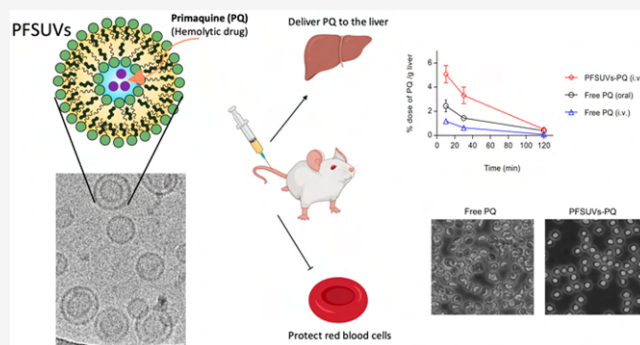 PFSUVs
Primaquine (PQ)
(Hemolytic drug)
Deliver PQ to the liver
Protect red blood cells
% dose of PQ /g liver
6
4
2
0
0 20 40 60 80 100 120
Time (min)
PFSUVs-PQ (i.v
Free PQ (oral)
Free PQ (i.v.)
Free PQ
PFSUVs-PQ